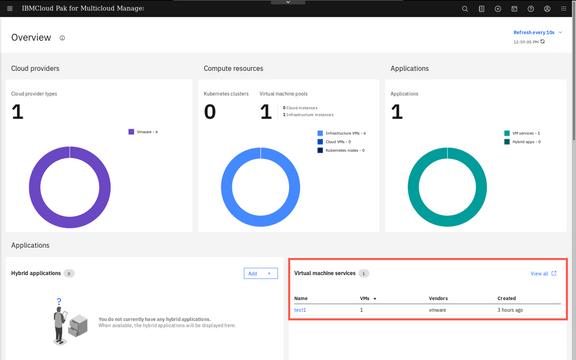 IBMCloud Pak for Multicloud Manage:
Overview
Refresh every 10s
Cloud providers
Compute resources
Applications
Cloud provider types
1
Vmware - 6
Kubernetes clusters
0
Virtual machine pools
1
0 Cloud instances
1 Infrastructure instances
Infrastructure VMs - 6
Cloud VMs - 0
Kubernetes nodes - 0
Applications
1
VM services - 1
Hybrid apps - 0
Applications
Hybrid applications 0
Add +
?
You do not currently have any hybrid applications.
When available, the hybrid applications will be displayed here.
Virtual machine services 1
View all
Name VMs Vendors Created
test1 1 vmware 3 hours ago